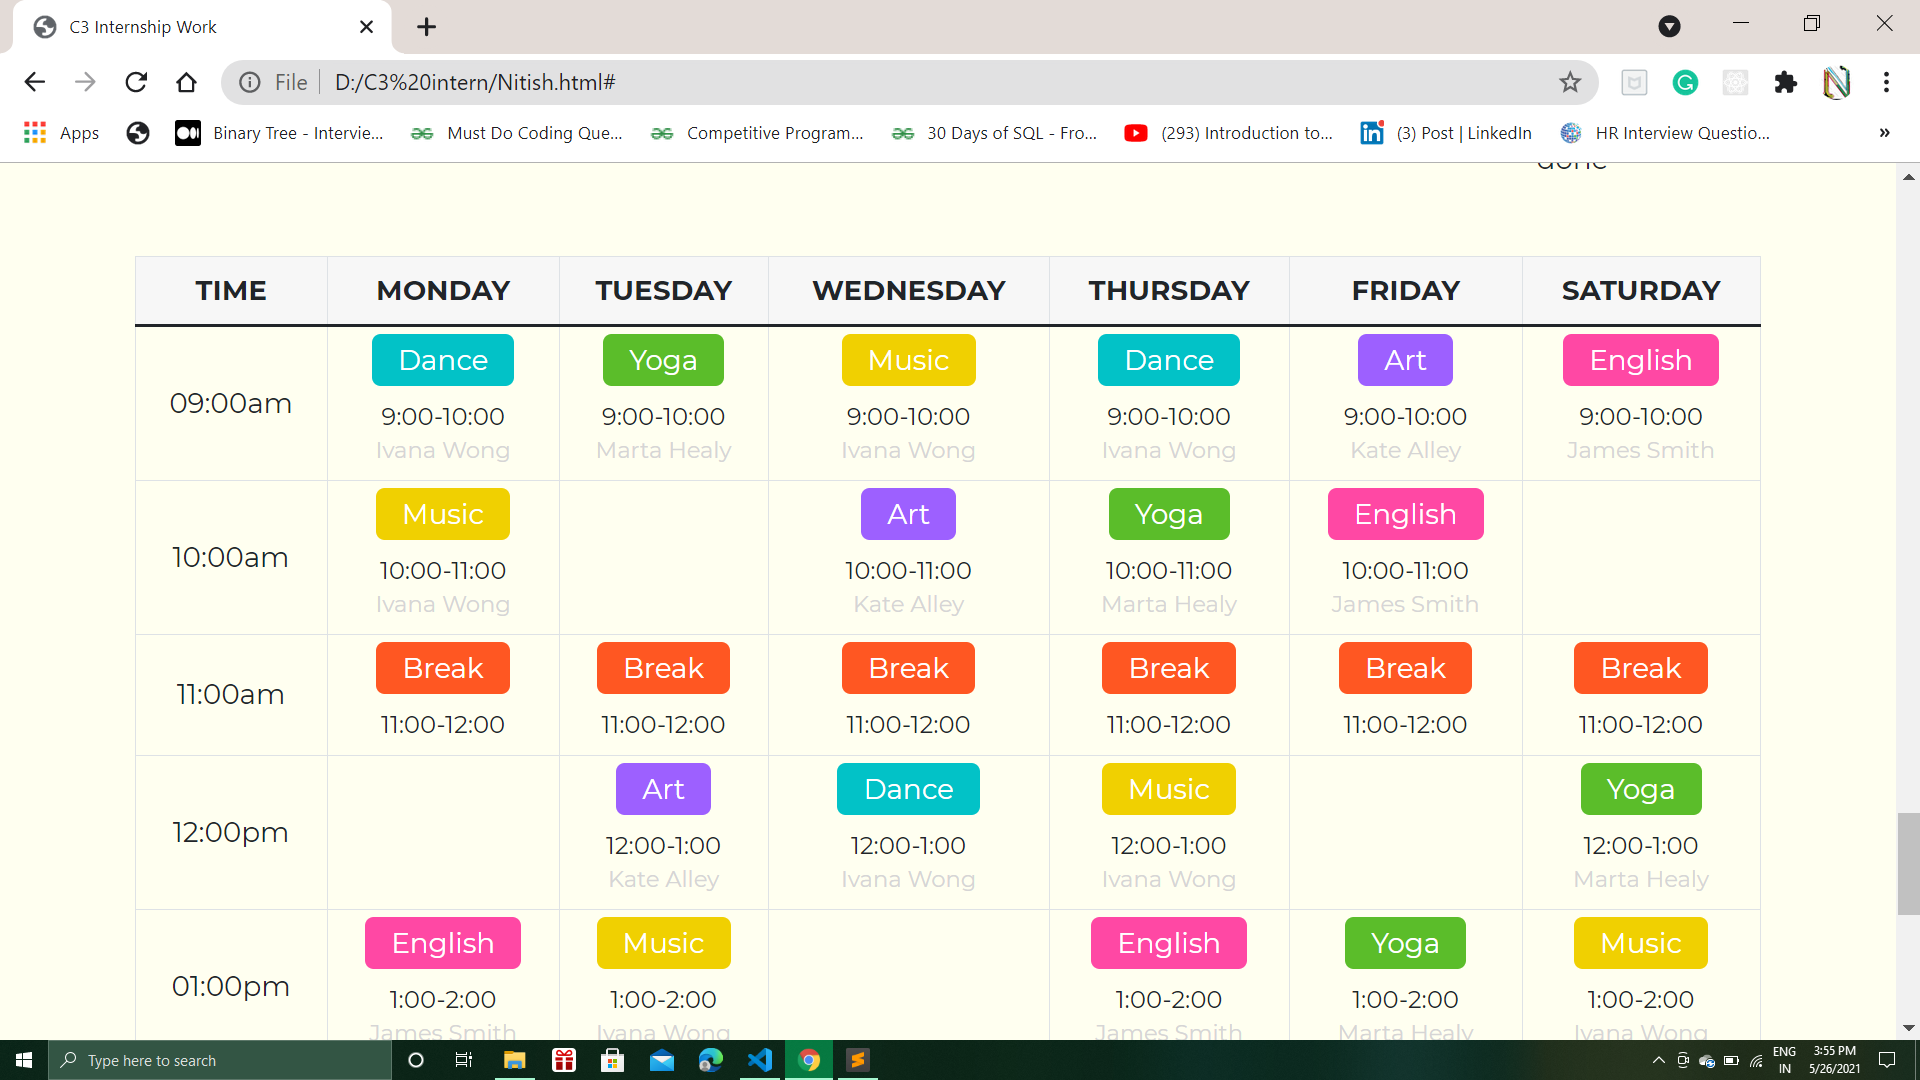 C3 Internship Work
File
D:/C3%20intern/Nitish.html#
Apps
Binary Tree - Intervie...
Must Do Coding Que...
Competitive Program...
30 Days of SQL - Fro...
(293) Introduction to...
(3) Post | LinkedIn
HR Interview Questio...
»
done
TIME MONDAY TUESDAY WEDNESDAY THURSDAY FRIDAY SATURDAY
Dance Yoga Music Dance Art English
09:00am
9:00-10:00 9:00-10:00 9:00-10:00 9:00-10:00 9:00-10:00 9:00-10:00
Ivana Wong Marta Healy Ivana Wong Ivana Wong Kate Alley James Smith
Music Art Yoga English
10:00am
10:00-11:00 10:00-11:00 10:00-11:00 10:00-11:00
Ivana Wong Kate Alley Marta Healy James Smith
Break Break Break Break Break Break
11:00am
11:00-12:00 11:00-12:00 11:00-12:00 11:00-12:00 11:00-12:00 11:00-12:00
Art Dance Music Yoga
12:00pm
12:00-1:00 12:00-1:00 12:00-1:00 12:00-1:00
Kate Alley Ivana Wong Ivana Wong Marta Healy
English Music English Yoga Music
01:00pm
1:00-2:00 1:00-2:00 1:00-2:00 1:00-2:00 1:00-2:00
James Smith Ivana Wong James Smith Marta Healy Ivana Wong
Type here to search
ENG
IN
3:55 PM
5/26/2021